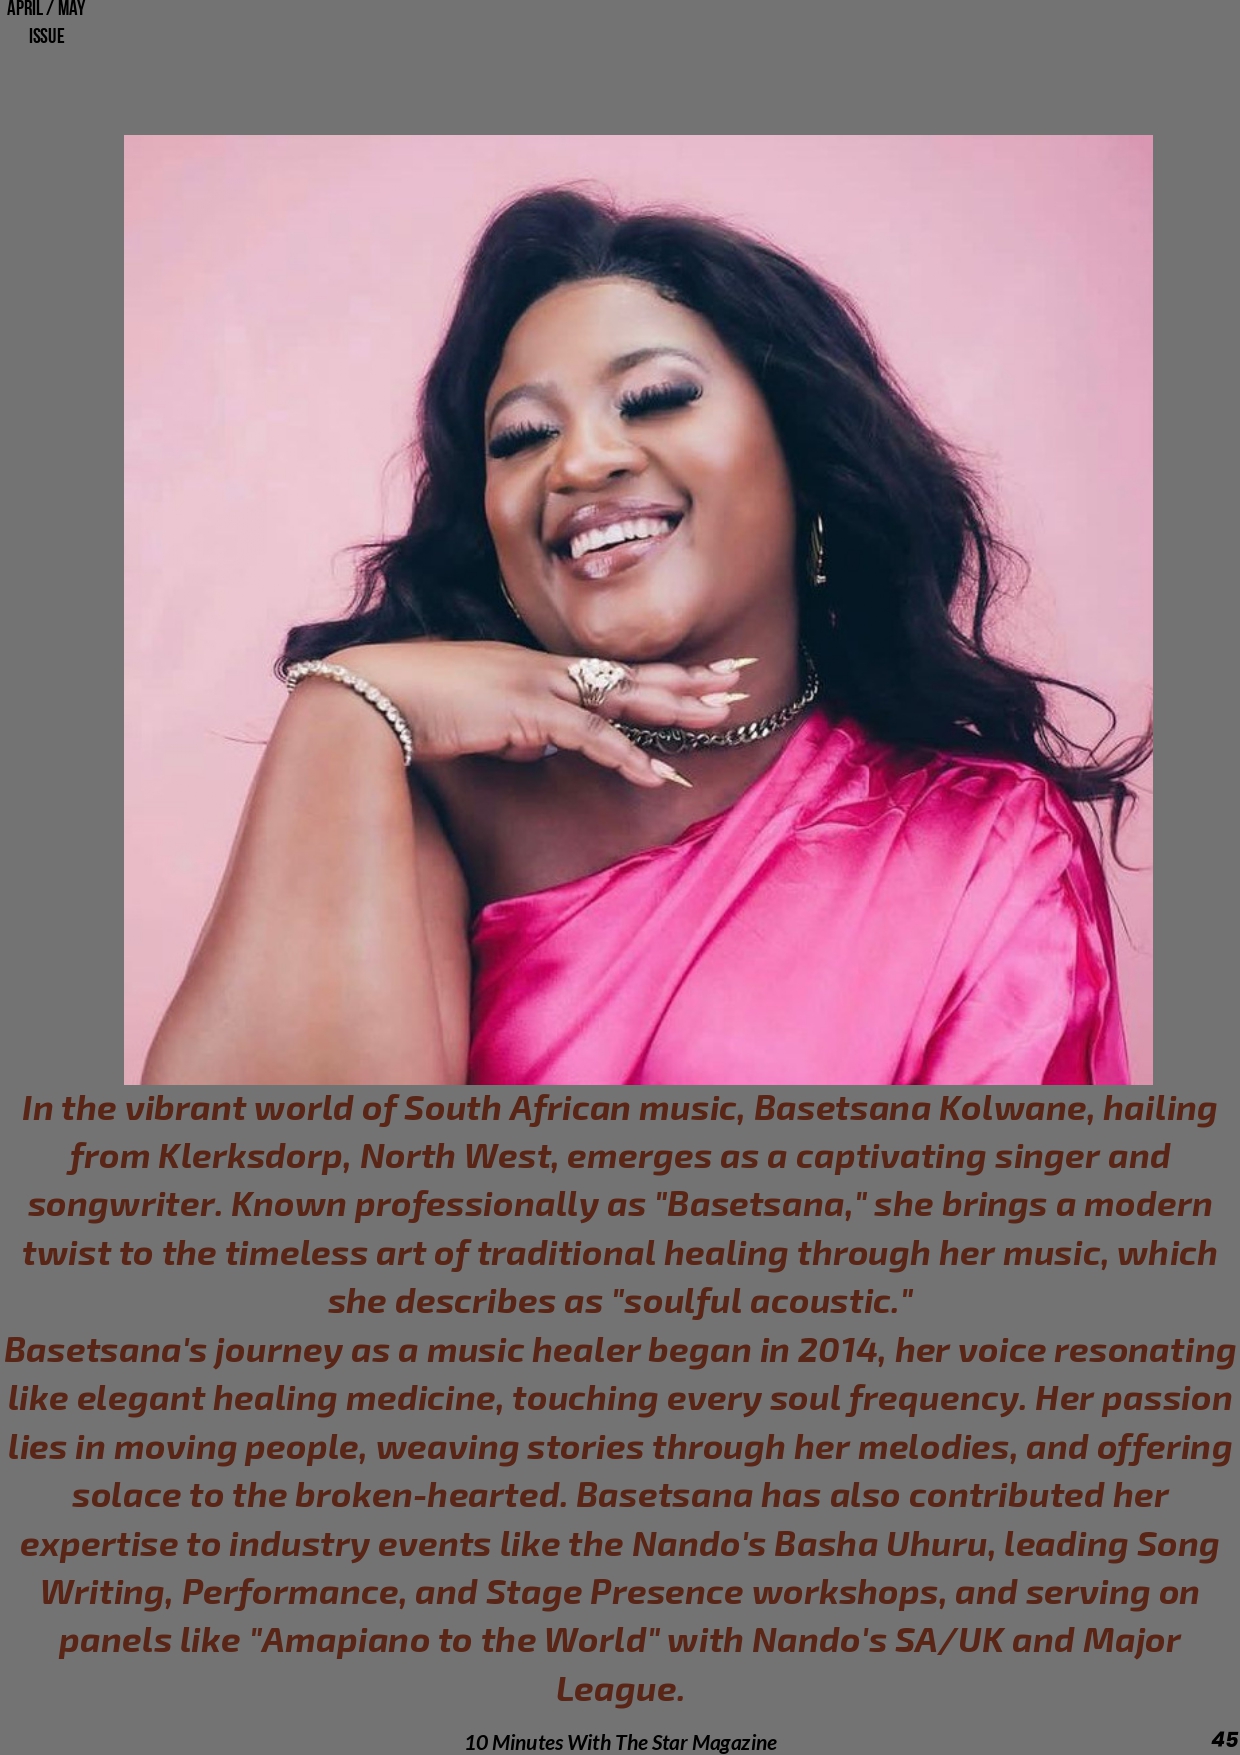 APRIL / MAY
ISSUE
In the vibrant world of South African music, Basetsana Kolwane, hailing
from Klerksdorp, North West, emerges as a captivating singer and
songwriter. Known professionally as "Basetsana," she brings a modern
twist to the timeless art of traditional healing through her music, which
she describes as "soulful acoustic."
Basetsana's journey as a music healer began in 2014, her voice resonating
like elegant healing medicine, touching every soul frequency. Her passion
lies in moving people, weaving stories through her melodies, and offering
solace to the broken-hearted. Basetsana has also contributed her
expertise to industry events like the Nando's Basha Uhuru, leading Song
Writing, Performance, and Stage Presence workshops, and serving on
panels like "Amapiano to the World" with Nando's SA/UK and Major
League.
10 Minutes With The Star Magazine
45